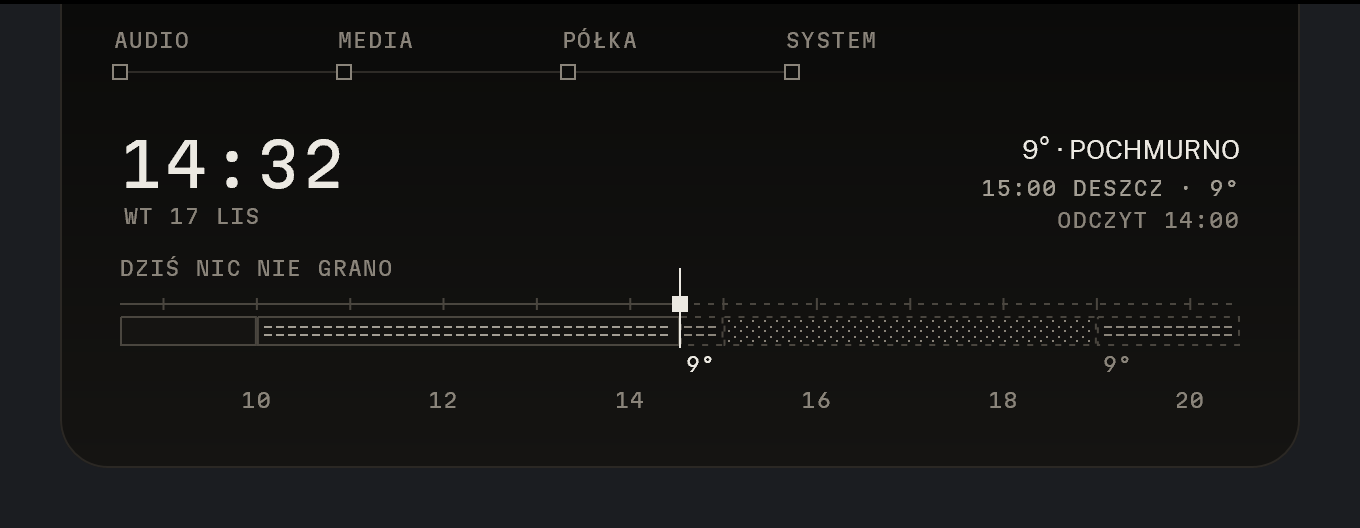 AUDIO MEDIA PÓŁKA SYSTEM
14:32
WT 17 LIS
9° · POCHMURNO
15:00 DESZCZ · 9°
ODCZYT 14:00
DZIŚ NIC NIE GRANO
9° 9°
10 12 14 16 18 20